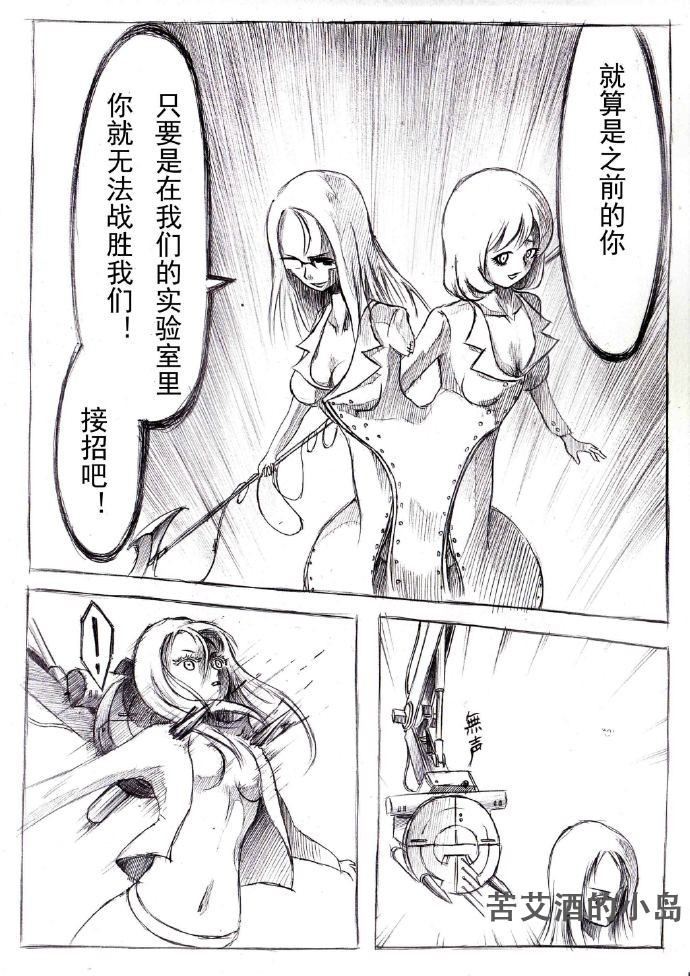 就算是之前的你
只要是在我们的实验室里
你就无法战胜我们！
接招吧！
！
無声
苦艾酒的小岛